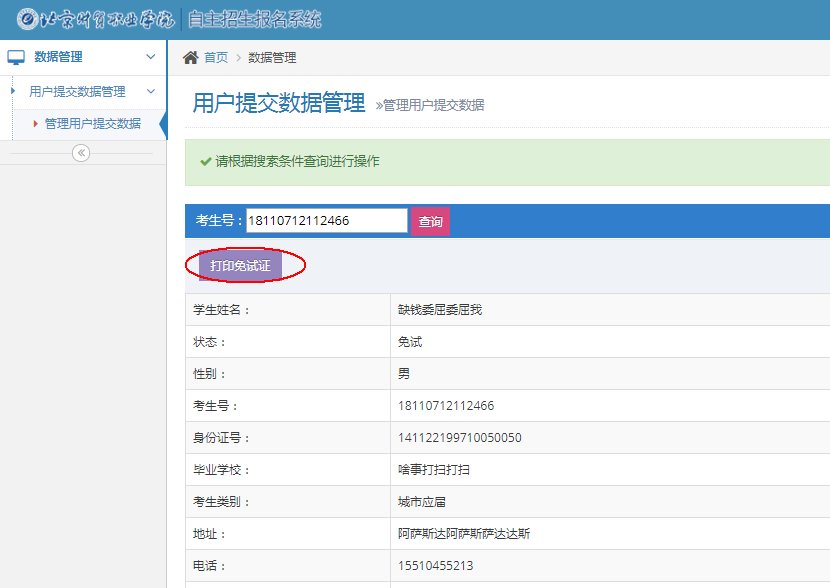 北京财贸职业学院 自主招生报名系统
数据管理
首页 > 数据管理
用户提交数据管理
管理用户提交数据
用户提交数据管理 »管理用户提交数据
请根据搜索条件查询进行操作
考生号： 18110712112466 查询
打印免试证
学生姓名： 缺钱委屈委屈我
状态： 免试
性别： 男
考生号： 18110712112466
身份证号： 141122199710050050
毕业学校： 啥事打扫打扫
考生类别： 城市应届
地址： 阿萨斯达阿萨斯萨达达斯
电话： 15510455213